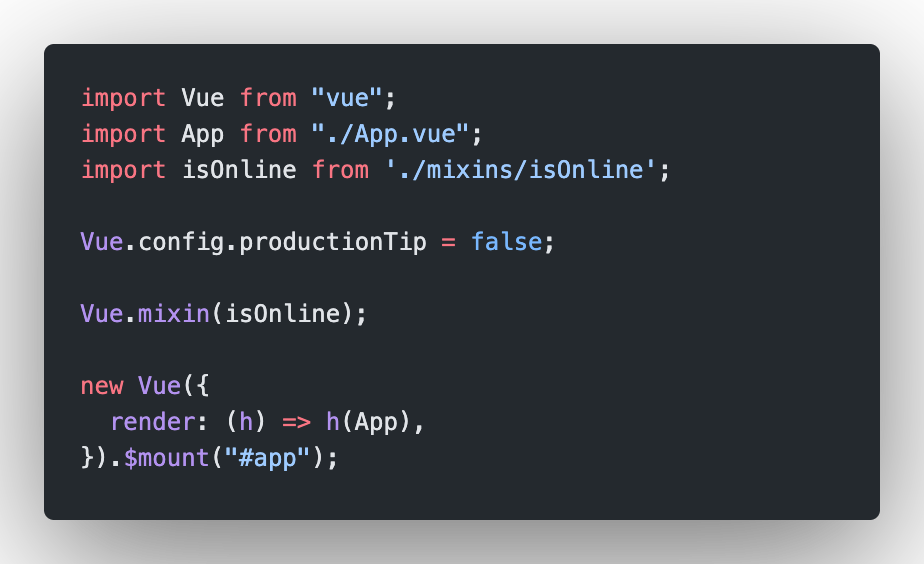 import Vue from "vue";
import App from "./App.vue";
import isOnline from './mixins/isOnline';
Vue.config.productionTip = false;
Vue.mixin(isOnline);
new Vue({
  render: (h) => h(App),
}).$mount("#app");